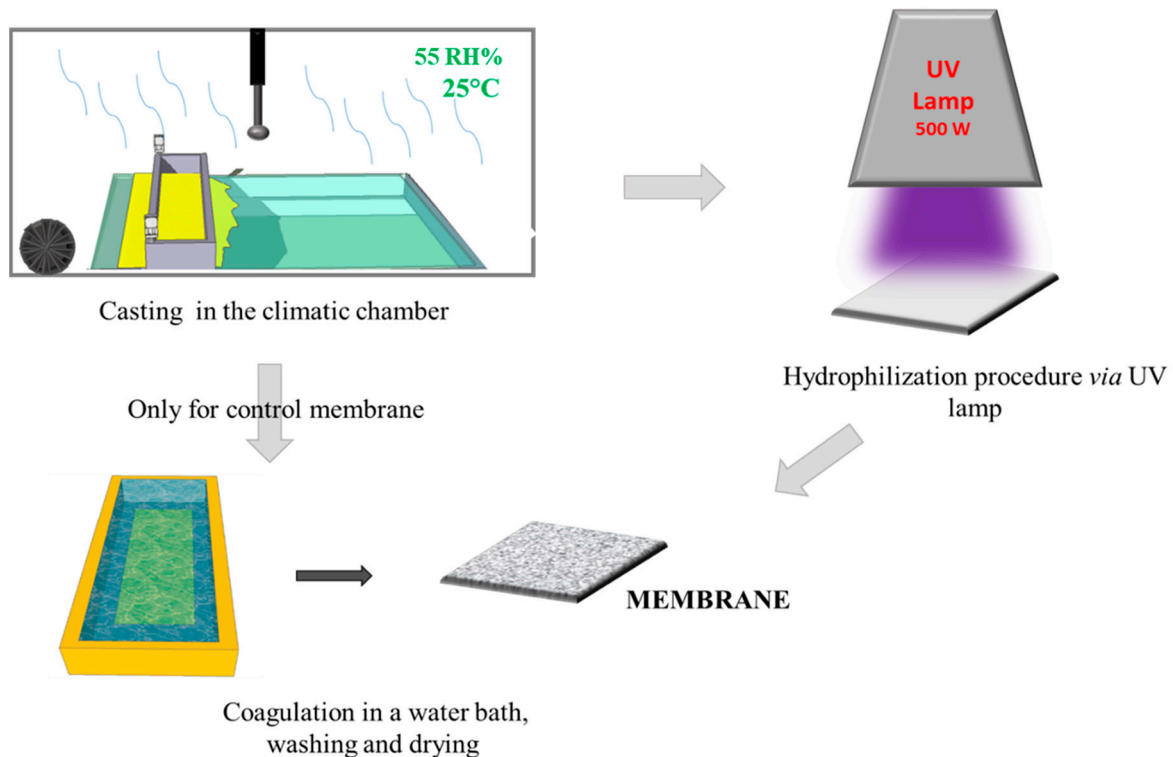 55 RH%
25°C
UV
Lamp
500 W
Casting in the climatic chamber
Hydrophilization procedure via UV
lamp
Only for control membrane
MEMBRANE
Coagulation in a water bath,
washing and drying